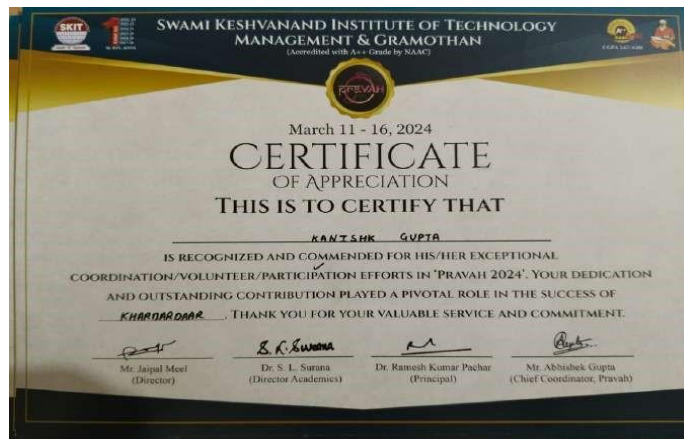 SKIT
SWAMI KESHVANAND INSTITUTE OF TECHNOLOGY
MANAGEMENT & GRAMOTHAN
(Accredited with A++ Grade by NAAC)
PRAVAH
March 11 - 16, 2024
CERTIFICATE
OF APPRECIATION
THIS IS TO CERTIFY THAT
KANISHK GUPTA
IS RECOGNIZED AND COMMENDED FOR HIS/HER EXCEPTIONAL
COORDINATION/VOLUNTEER/PARTICIPATION EFFORTS IN 'PRAVAH 2024'. YOUR DEDICATION
AND OUTSTANDING CONTRIBUTION PLAYED A PIVOTAL ROLE IN THE SUCCESS OF
KHARDARDAAR . THANK YOU FOR YOUR VALUABLE SERVICE AND COMMITMENT.
S. L. Surana
Mr. Jaipal Meel
(Director)
Dr. S. L. Surana
(Director Academics)
Dr. Ramesh Kumar Pachar
(Principal)
Mr. Abhishek Gupta
(Chief Coordinator, Pravah)